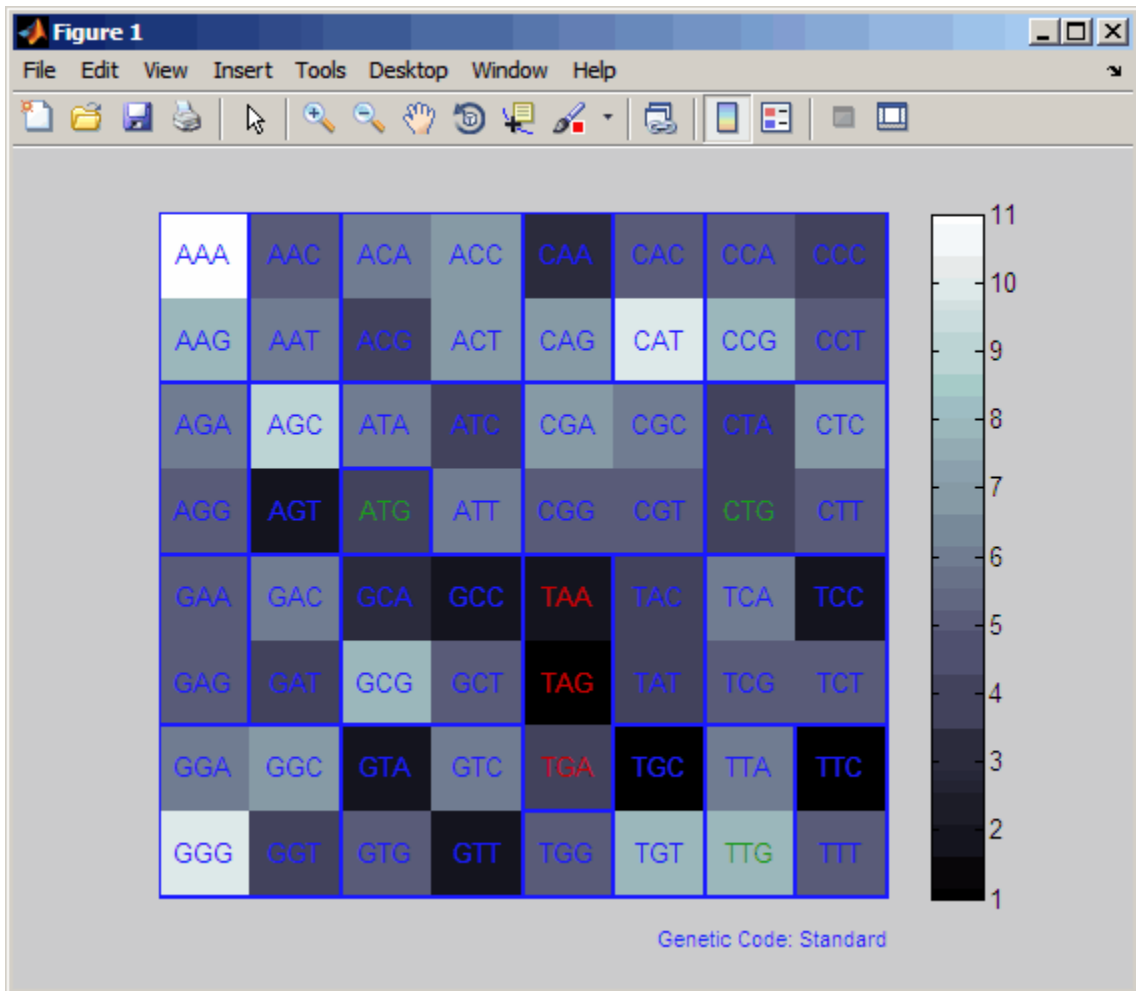 Figure 1
File Edit View Insert Tools Desktop Window Help
AAA AAC ACA ACC CAA CAC CCA CCC
AAG AAT ACG ACT CAG CAT CCG CCT
AGA AGC ATA ATC CGA CGC CTA CTC
AGG AGT ATG ATT CGG CGT CTG CTT
GAA GAC GCA GCC TAA TAC TCA TCC
GAG GAT GCG GCT TAG TAT TCG TCT
GGA GGC GTA GTC TGA TGC TTA TTC
GGG GGT GTG GTT TGG TGT TTG TTT
11
10
9
8
7
6
5
4
3
2
1
Genetic Code: Standard